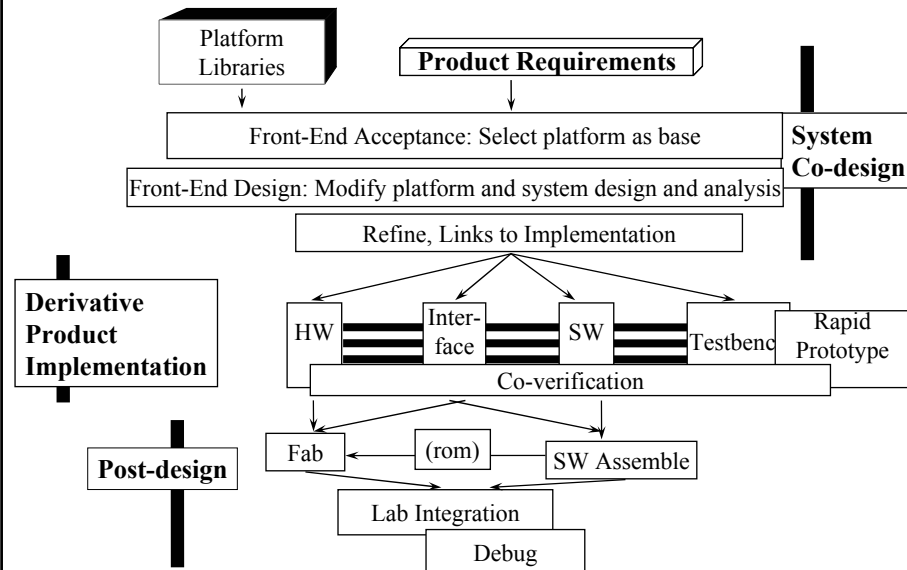 Platform
Libraries
Product Requirements
Front-End Acceptance: Select platform as base
System
Co-design
Front-End Design: Modify platform and system design and analysis
Refine, Links to Implementation
Derivative
Product
Implementation
HW
Inter-
face
SW
Testbenc
Rapid
Prototype
Co-verification
Post-design
Fab
(rom)
SW Assemble
Lab Integration
Debug